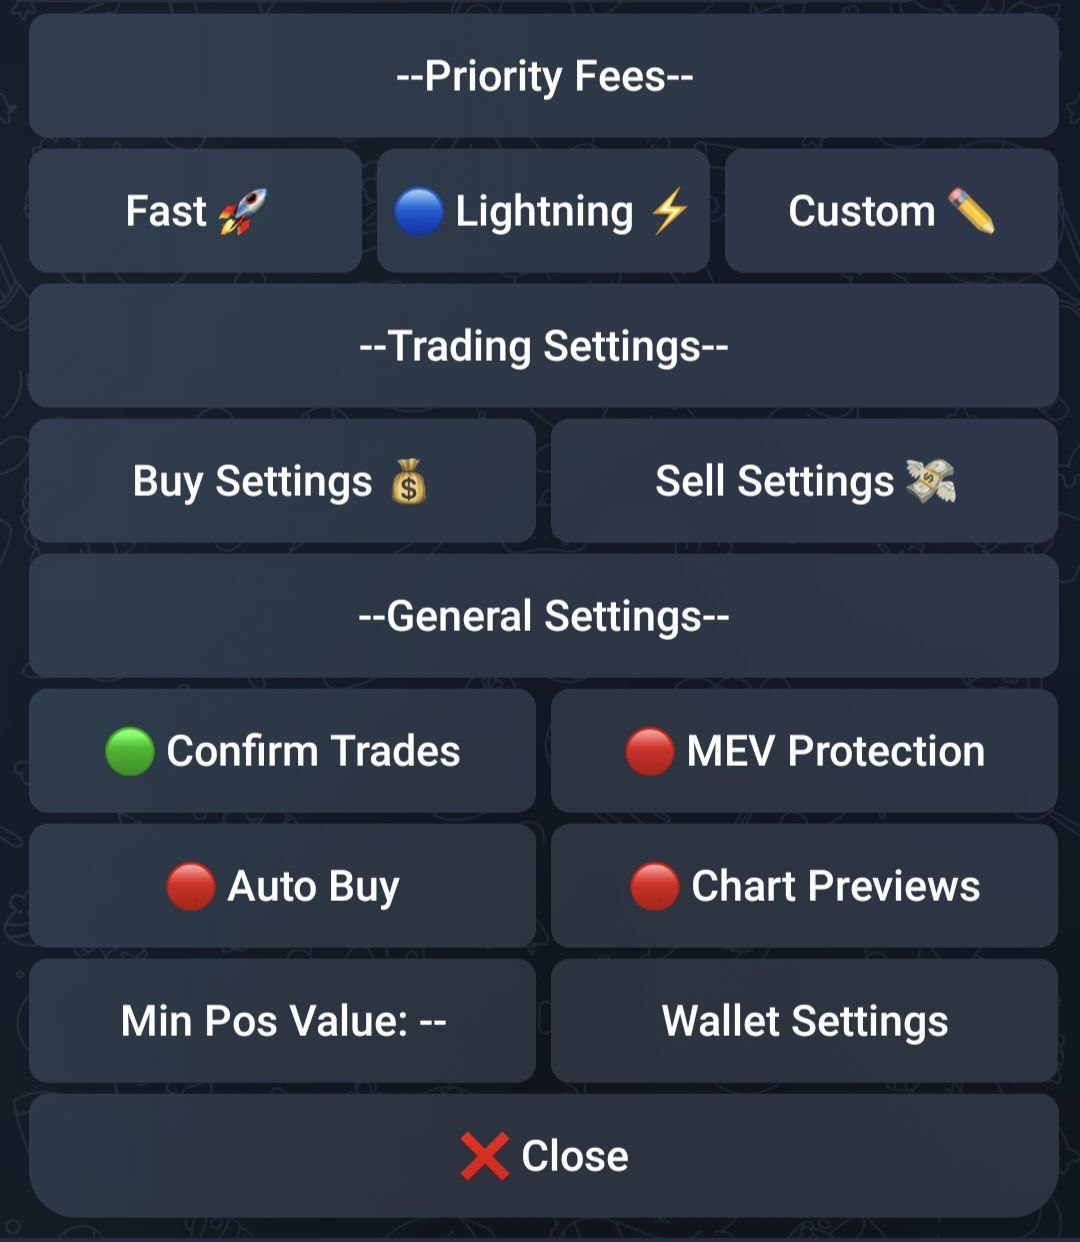 --Priority Fees--
Fast 🚀
🔵 Lightning ⚡
Custom ✏️
--Trading Settings--
Buy Settings 💰
Sell Settings 💸
--General Settings--
🟢 Confirm Trades
🔴 MEV Protection
🔴 Auto Buy
🔴 Chart Previews
Min Pos Value: --
Wallet Settings
❌ Close